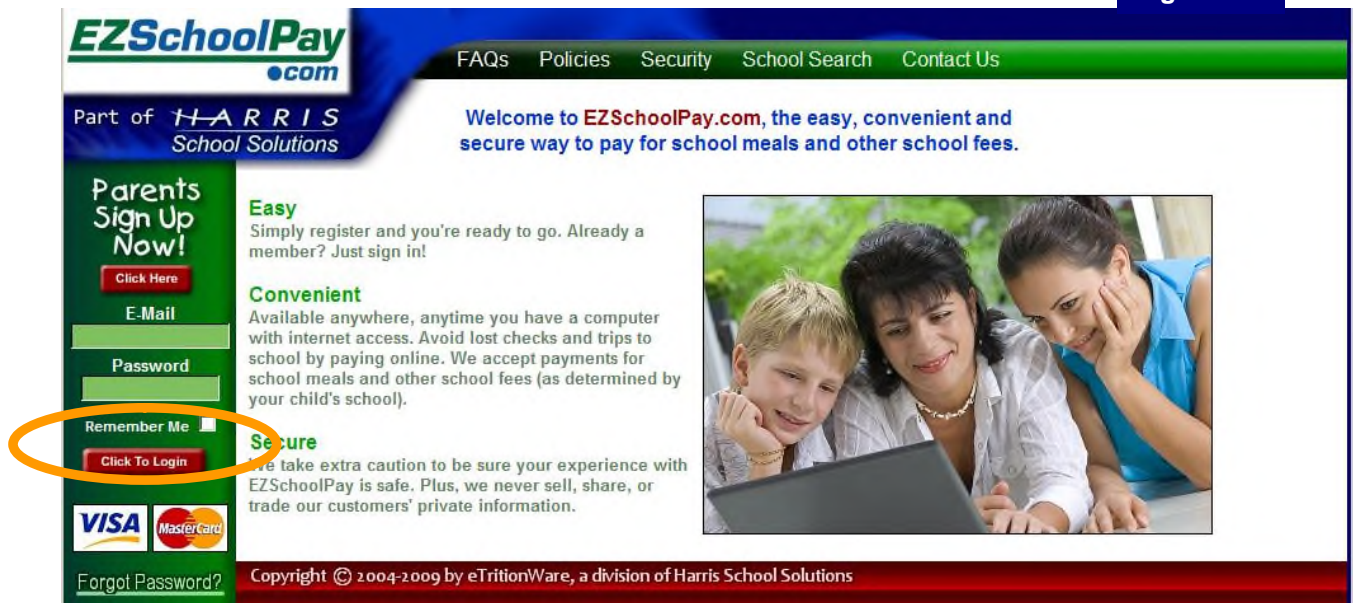 EZSchoolPay
.com
FAQs Policies Security School Search Contact Us
Part of HARRIS
School Solutions
Welcome to EZSchoolPay.com, the easy, convenient and
secure way to pay for school meals and other school fees.
Parents
Sign Up
Now!
Click Here
E-Mail
Password
Remember Me
Click To Login
VISA MasterCard
Forgot Password?
Easy
Simply register and you're ready to go. Already a
member? Just sign in!
Convenient
Available anywhere, anytime you have a computer
with internet access. Avoid lost checks and trips to
school by paying online. We accept payments for
school meals and other school fees (as determined by
your child's school).
Secure
We take extra caution to be sure your experience with
EZSchoolPay is safe. Plus, we never sell, share, or
trade our customers' private information.
Copyright © 2004-2009 by eTritionWare, a division of Harris School Solutions